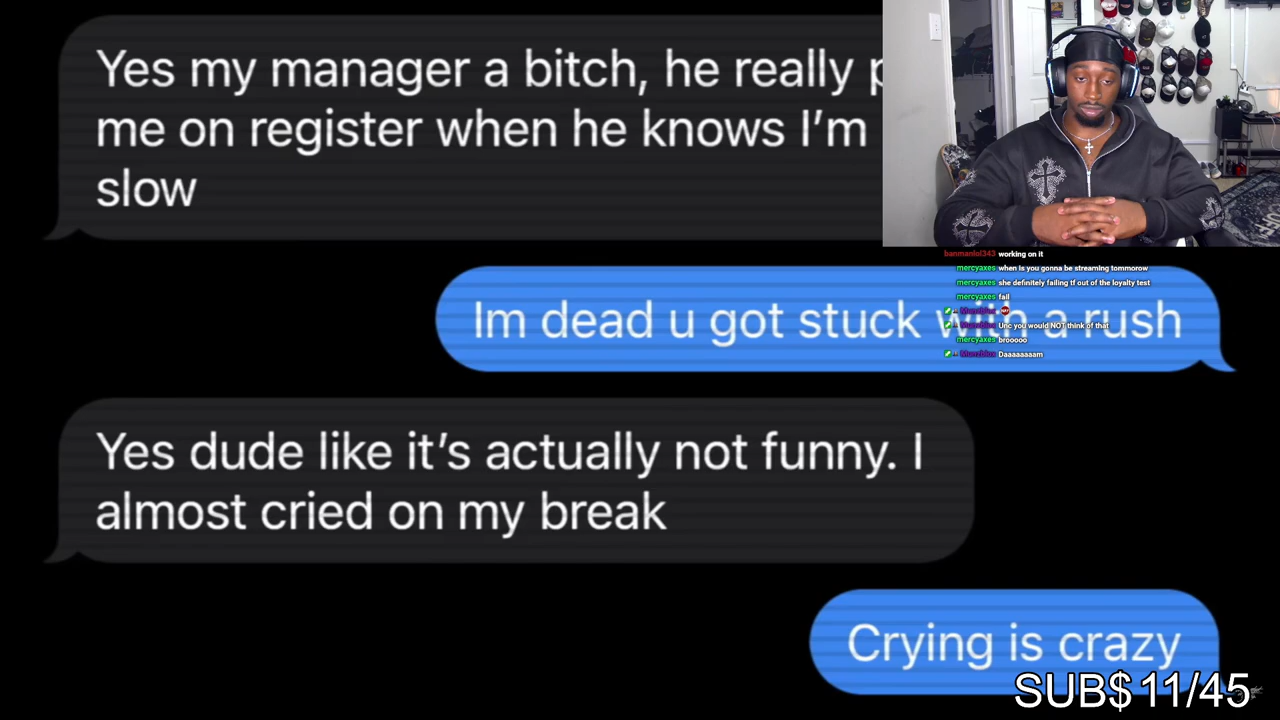 Yes my manager a bitch, he really
me on register when he knows I'm
slow
Im dead u got stuck with a rush
Yes dude like it's actually not funny. I
almost cried on my break
Crying is crazy
banmanloi343 working on it
mercyaxes when is you gonna be streaming tommorow
mercyaxes she definitely failing tf out of the loyalty test
mercyaxes fail
Unc you would NOT think of that
mercyaxes brooooo
Daaaaaaaam
SUB$ 11/45